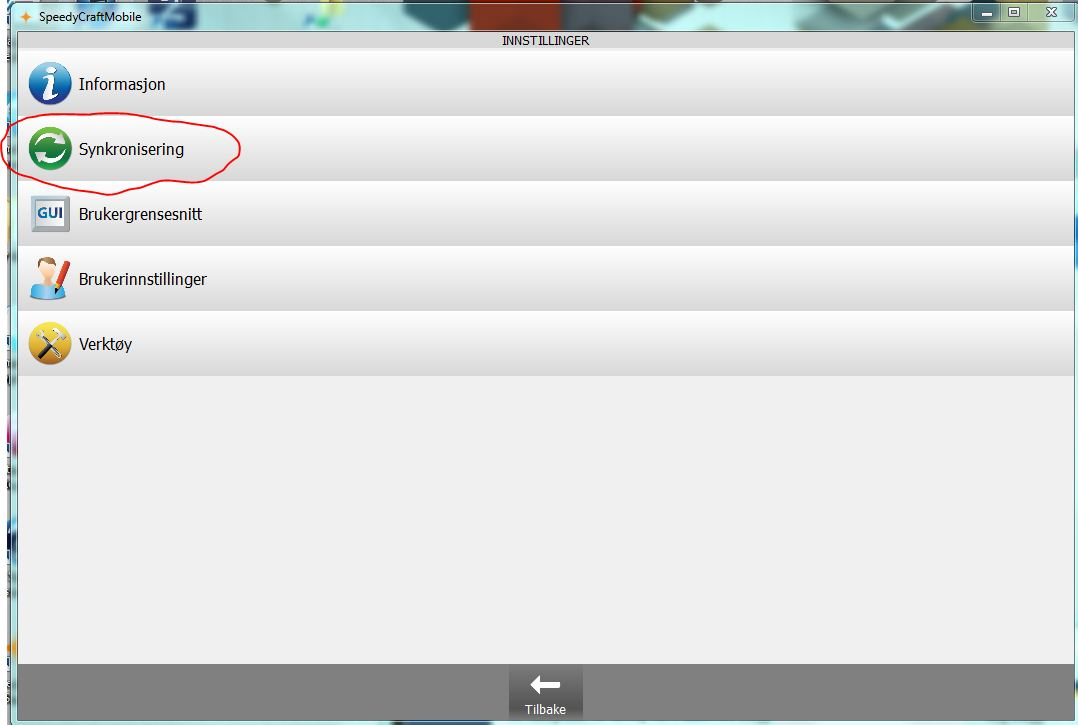 SpeedyCraftMobile
INNSTILLINGER
Informasjon
Synkronisering
GUI
Brukergrensesnitt
Brukerinnstillinger
Verktøy
Tilbake